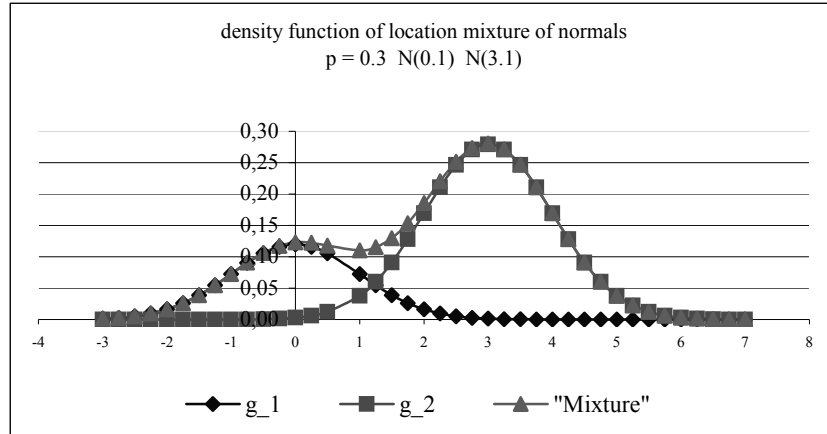 density function of location mixture of normals
p = 0.3 N(0.1) N(3.1)
0,30
0,25
0,20
0,15
0,10
0,05
0,00
-4 -3 -2 -1 0 1 2 3 4 5 6 7 8
g_1 g_2 "Mixture"